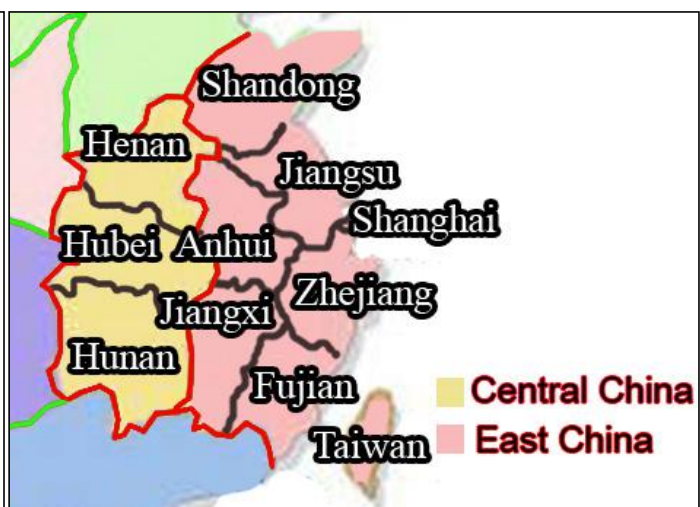 Shandong
Henan
Jiangsu
Shanghai
Hubei Anhui
Zhejiang
Jiangxi
Hunan
Fujian
Central China
East China
Taiwan